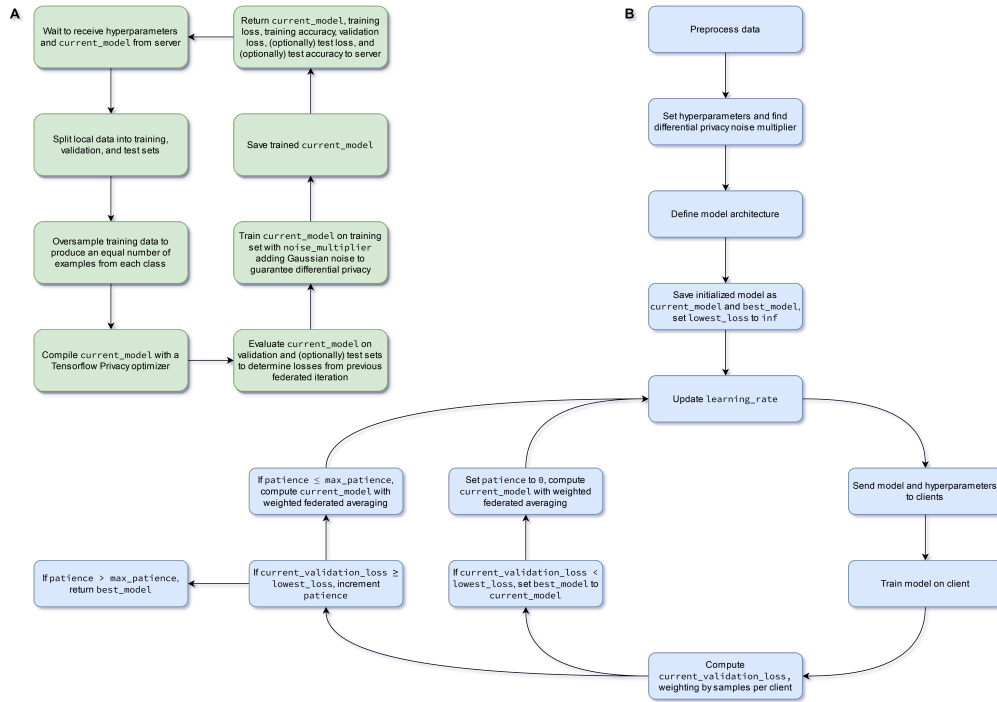 A
Wait to receive hyperparameters
and current_model from server
Return current_model, training
loss, training accuracy, validation
loss, (optionally) test loss, and
(optionally) test accuracy to server
Split local data into training,
validation, and test sets
Save trained current_model
Oversample training data to
produce an equal number of
examples from each class
Train current_model on training
set with noise_multiplier
adding Gaussian noise to
guarantee differential privacy
Compile current_model with a
Tensorflow Privacy optimizer
Evaluate current_model on
validation and (optionally) test sets
to determine losses from previous
federated iteration
B
Preprocess data
Set hyperparameters and find
differential privacy noise multiplier
Define model architecture
Save initialized model as
current_model and best_model,
set lowest_loss to inf
Update learning_rate
If patience ≤ max_patience,
compute current_model with
weighted federated averaging
Set patience to 0, compute
current_model with weighted
federated averaging
Send model and hyperparameters
to clients
If patience > max_patience,
return best_model
If current_validation_loss ≥
lowest_loss, increment
patience
If current_validation_loss <
lowest_loss, set best_model to
current_model
Train model on client
Compute
current_validation_loss,
weighting by samples per client